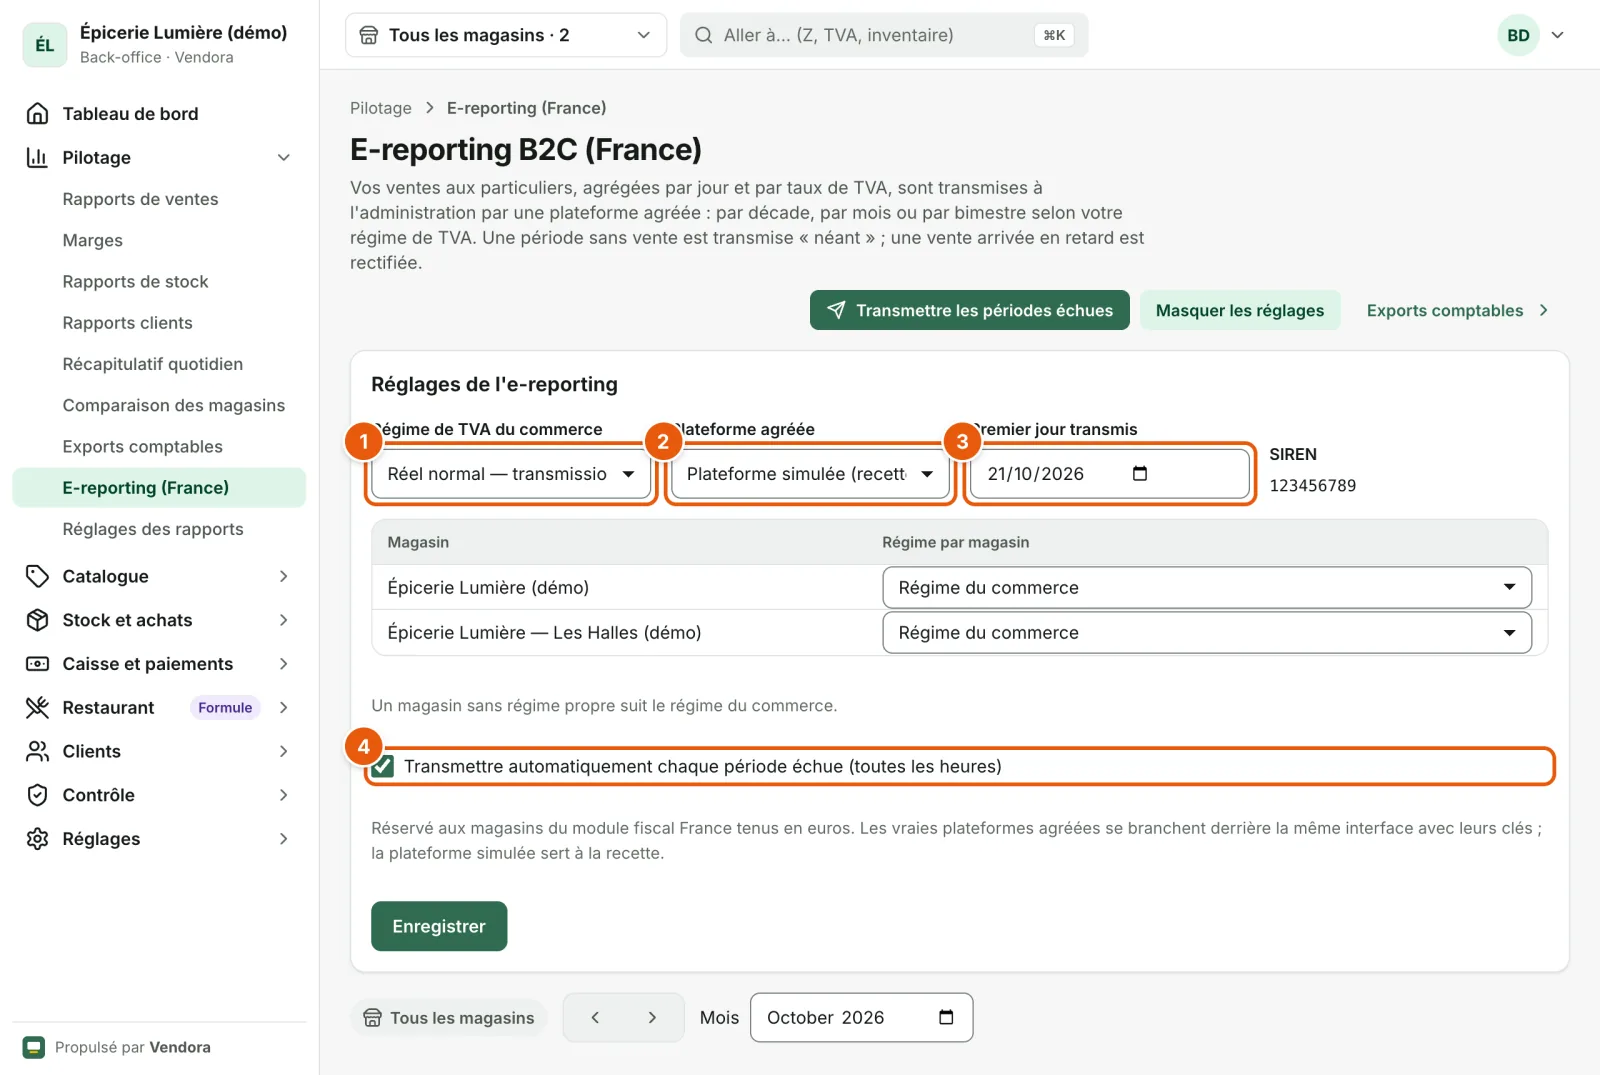 ÉL
Épicerie Lumière (démo)
Back-office · Vendora
Tous les magasins · 2
Aller à... (Z, TVA, inventaire)
⌘K
BD
Tableau de bord
Pilotage
Rapports de ventes
Marges
Rapports de stock
Rapports clients
Récapitulatif quotidien
Comparaison des magasins
Exports comptables
E-reporting (France)
Réglages des rapports
Catalogue
Stock et achats
Caisse et paiements
Restaurant
Formule
Clients
Contrôle
Réglages
Propulsé par Vendora
Pilotage
E-reporting (France)
E-reporting B2C (France)
Vos ventes aux particuliers, agrégées par jour et par taux de TVA, sont transmises à
l'administration par une plateforme agréée : par décade, par mois ou par bimestre selon votre
régime de TVA. Une période sans vente est transmise « néant » ; une vente arrivée en retard est
rectifiée.
Transmettre les périodes échues
Masquer les réglages
Exports comptables
Réglages de l'e-reporting
1
égime de TVA du commerce
Réel normal — transmissio
2
lateforme agréée
Plateforme simulée (recett
3
remier jour transmis
21/10/2026
SIREN
123456789
Magasin
Régime par magasin
Épicerie Lumière (démo)
Régime du commerce
Épicerie Lumière — Les Halles (démo)
Régime du commerce
Un magasin sans régime propre suit le régime du commerce.
4
Transmettre automatiquement chaque période échue (toutes les heures)
Réservé aux magasins du module fiscal France tenus en euros. Les vraies plateformes agréées se branchent derrière la même interface avec leurs clés ;
la plateforme simulée sert à la recette.
Enregistrer
Tous les magasins
Mois
October 2026